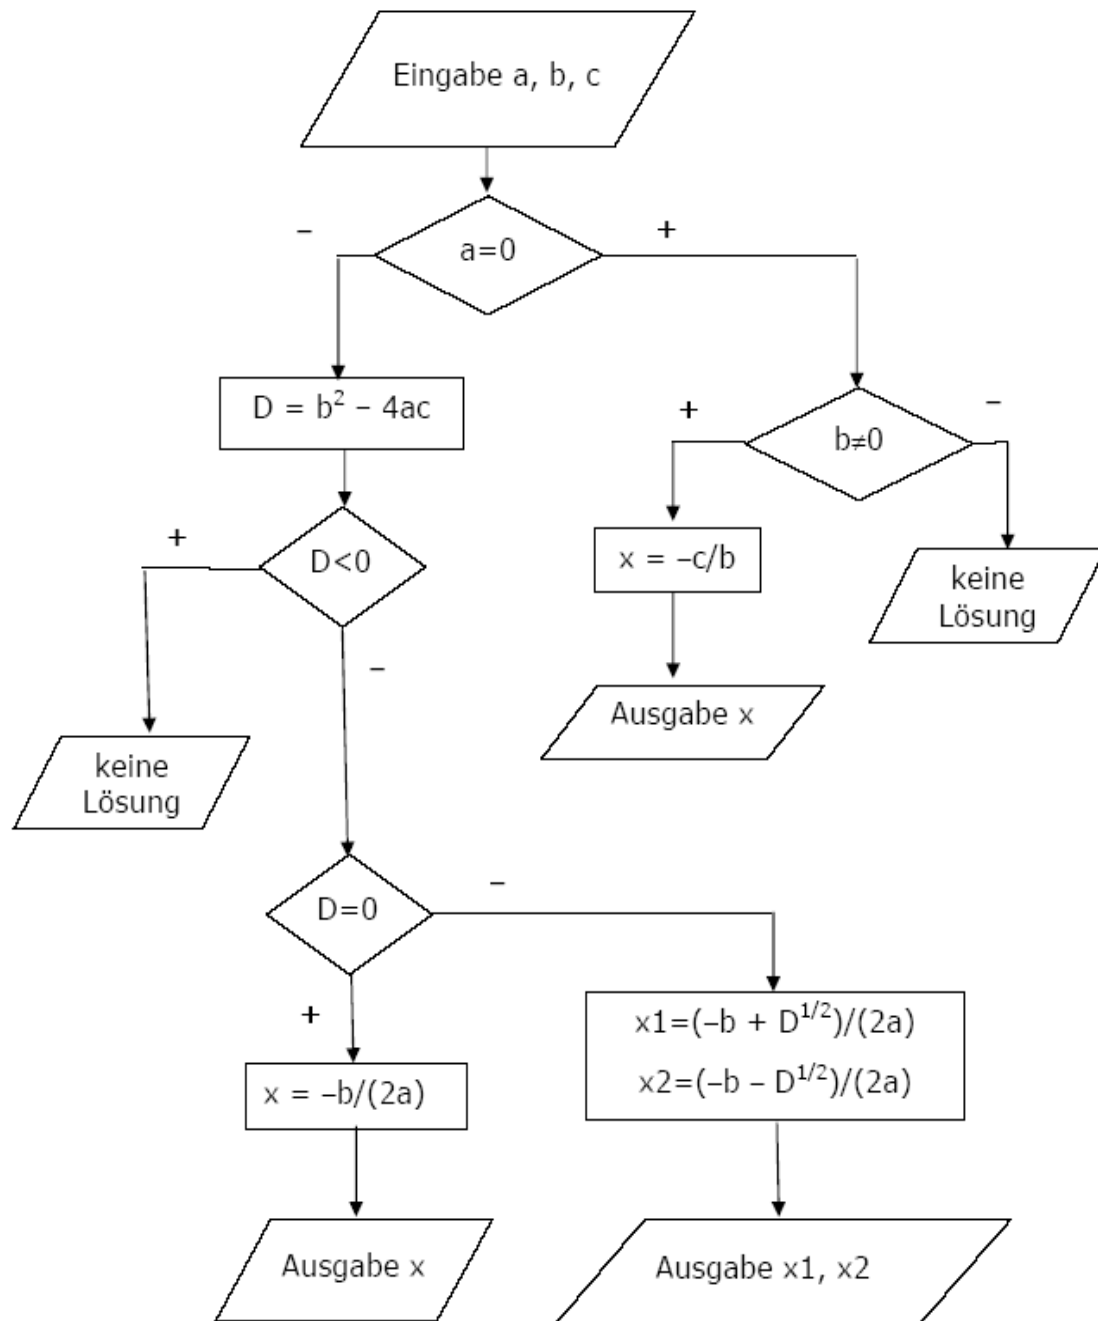 Eingabe a, b, c
–
+
a=0
D = b² – 4ac
+
–
b≠0
+
D<0
x = –c/b
keine
Lösung
–
Ausgabe x
keine
Lösung
D=0
–
+
x1=(–b + D^{1/2})/(2a)
x2=(–b – D^{1/2})/(2a)
x = –b/(2a)
Ausgabe x
Ausgabe x1, x2